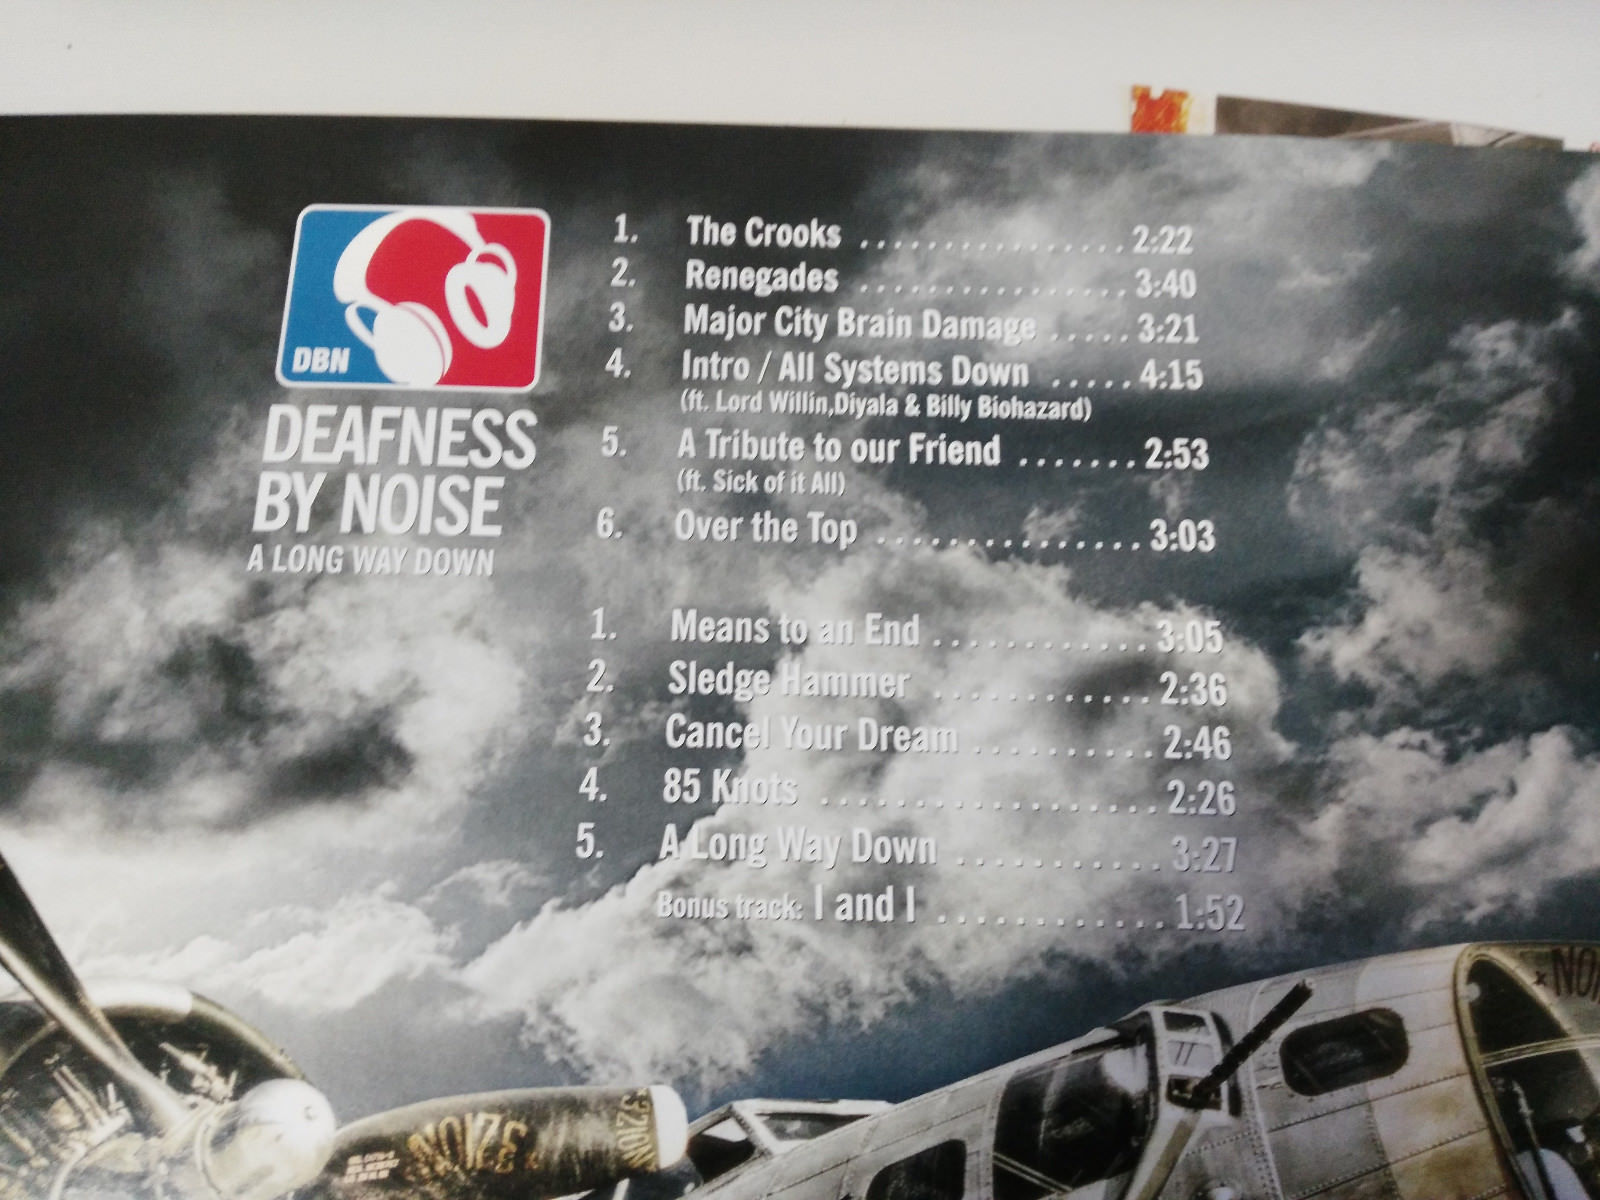 DBN
DEAFNESS
BY NOISE
A LONG WAY DOWN
1. The Crooks ................ 2:22
2. Renegades ................ 3:40
3. Major City Brain Damage ..... 3:21
4. Intro / All Systems Down ..... 4:15
(ft. Lord Willin,Diyala & Billy Biohazard)
5. A Tribute to our Friend ....... 2:53
(ft. Sick of it All)
6. Over the Top ................ 3:03
1. Means to an End ............ 3:05
2. Sledge Hammer ............ 2:36
3. Cancel Your Dream .......... 2:46
4. 85 Knots .................. 2:26
5. A Long Way Down ............ 3:27
Bonus track: I and I ............ 1:52
NOIZE